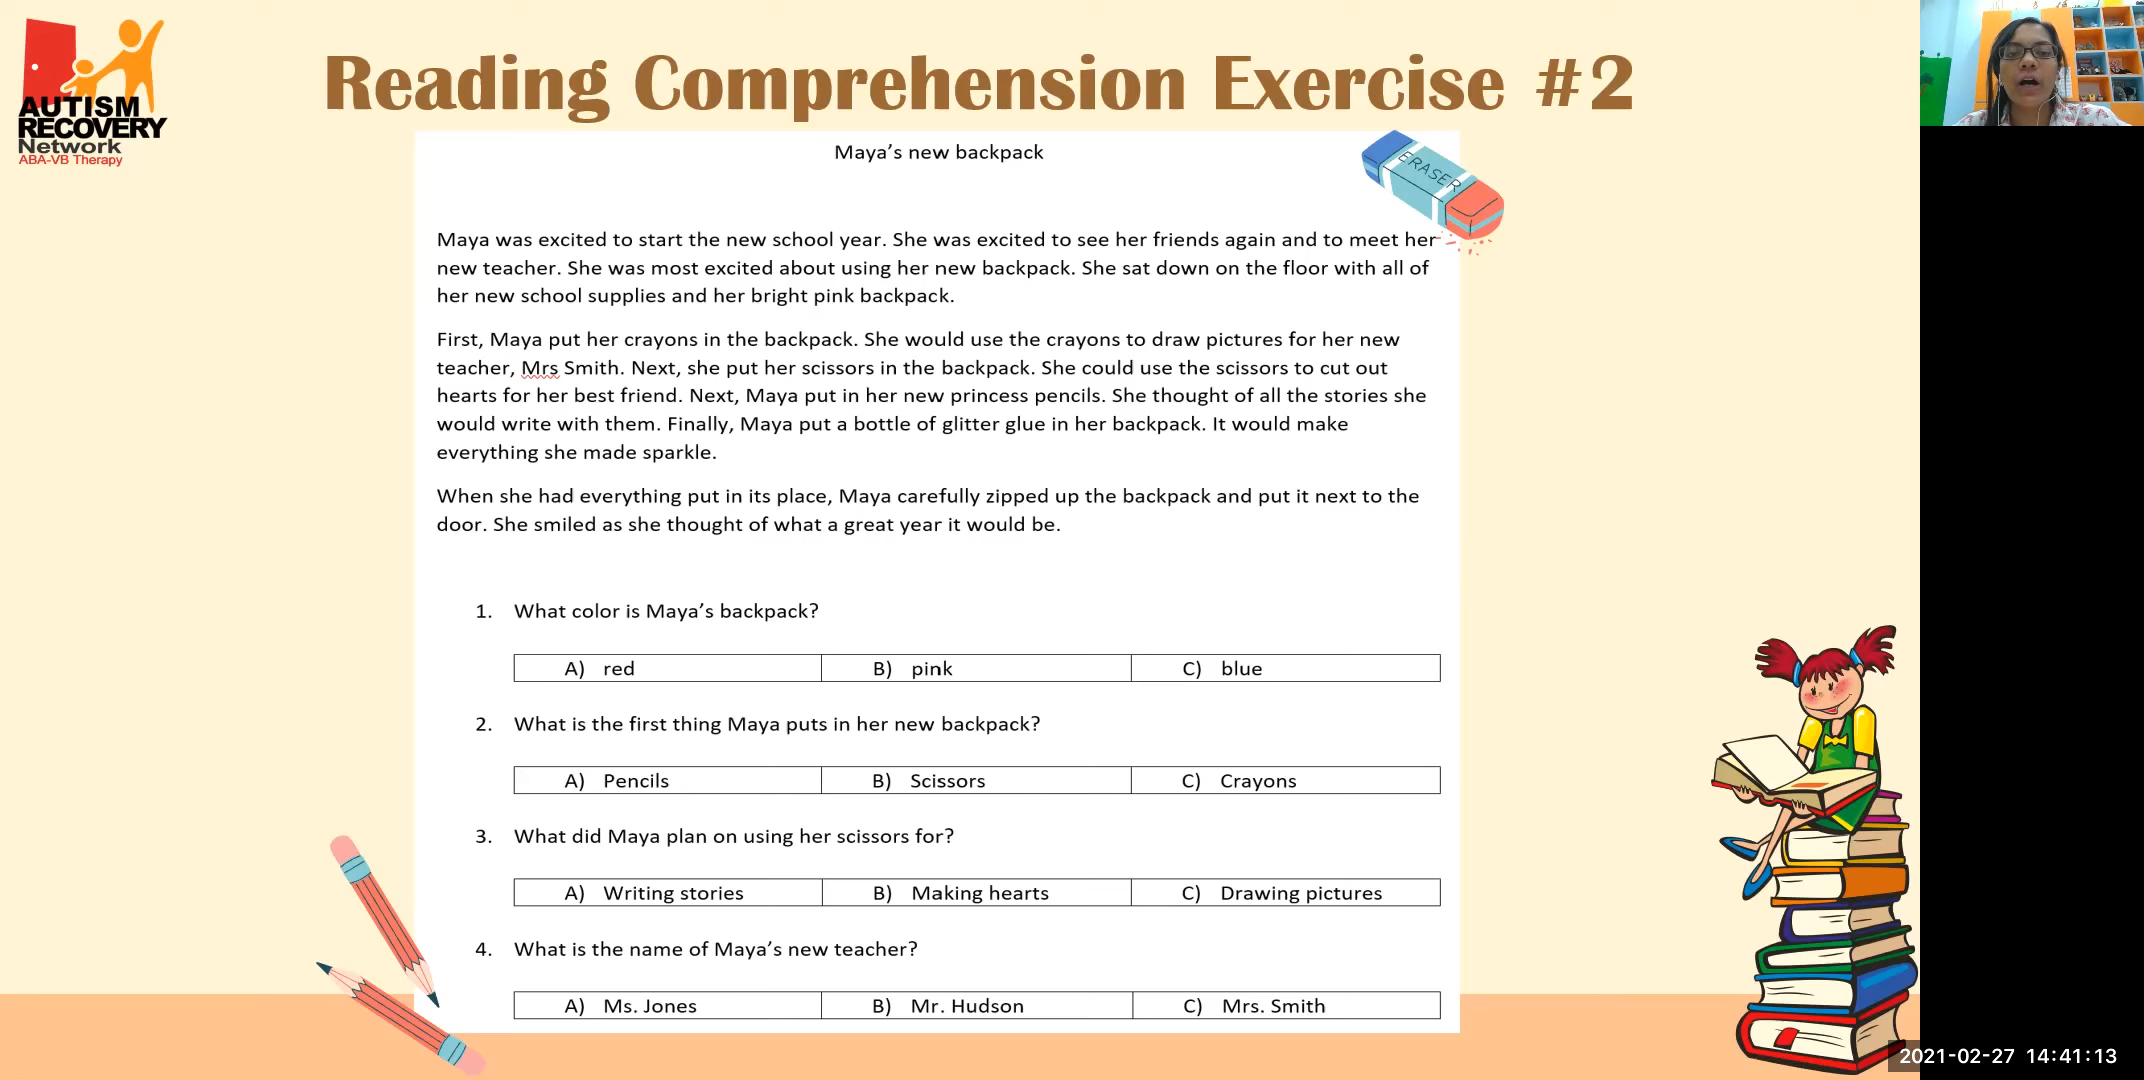 AUTISM
RECOVERY
Network
ABA-VB Therapy
Reading Comprehension Exercise #2
ERASER
Maya's new backpack
Maya was excited to start the new school year. She was excited to see her friends again and to meet her
new teacher. She was most excited about using her new backpack. She sat down on the floor with all of
her new school supplies and her bright pink backpack.
First, Maya put her crayons in the backpack. She would use the crayons to draw pictures for her new
teacher, Mrs Smith. Next, she put her scissors in the backpack. She could use the scissors to cut out
hearts for her best friend. Next, Maya put in her new princess pencils. She thought of all the stories she
would write with them. Finally, Maya put a bottle of glitter glue in her backpack. It would make
everything she made sparkle.
When she had everything put in its place, Maya carefully zipped up the backpack and put it next to the
door. She smiled as she thought of what a great year it would be.
1. What color is Maya's backpack?
A) red B) pink C) blue
2. What is the first thing Maya puts in her new backpack?
A) Pencils B) Scissors C) Crayons
3. What did Maya plan on using her scissors for?
A) Writing stories B) Making hearts C) Drawing pictures
4. What is the name of Maya's new teacher?
A) Ms. Jones B) Mr. Hudson C) Mrs. Smith
2021-02-27 14:41:13